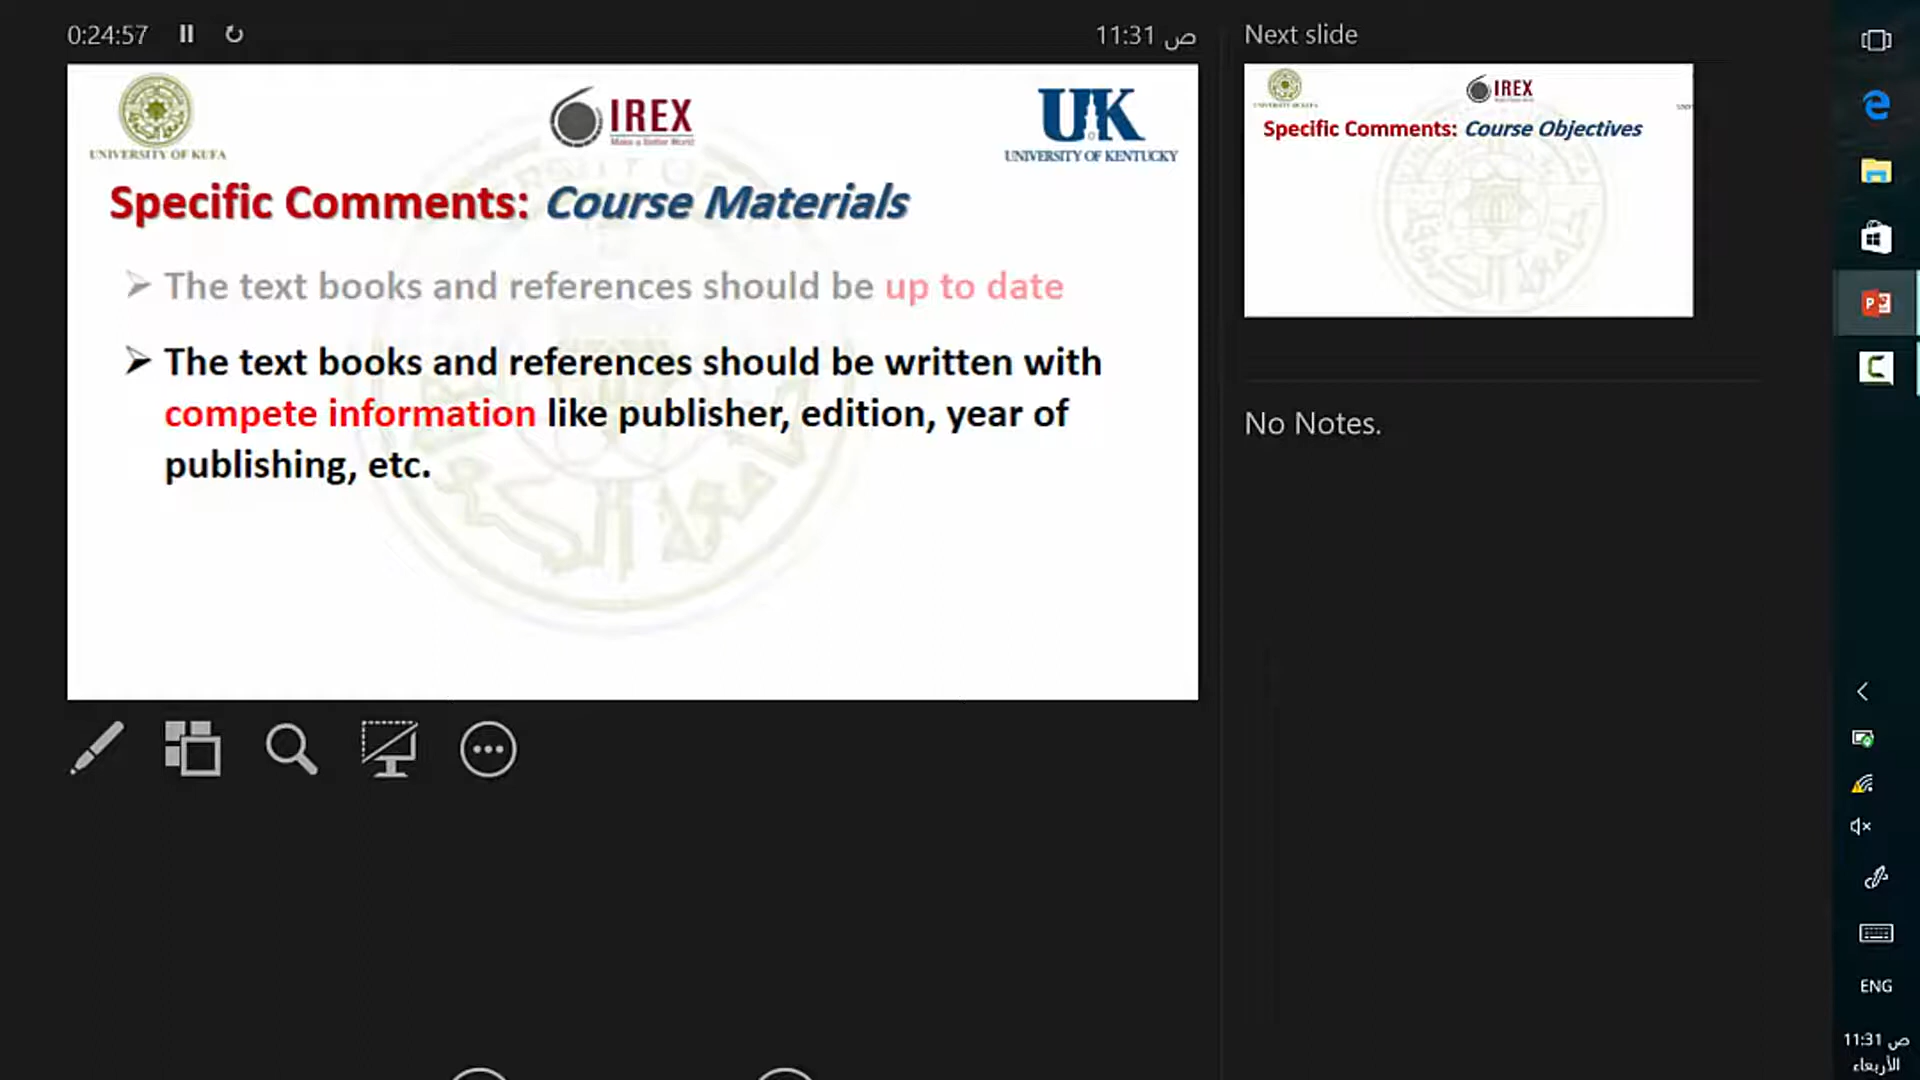 0:24:57
11:31 ص
Next slide
UNIVERSITY OF KUFA
IREX
Make a Better World
UK
UNIVERSITY OF KENTUCKY
Specific Comments: Course Materials
➢ The text books and references should be up to date
➢ The text books and references should be written with
compete information like publisher, edition, year of
publishing, etc.
IREX
Specific Comments: Course Objectives
No Notes.
ENG
11:31 ص
الأربعاء